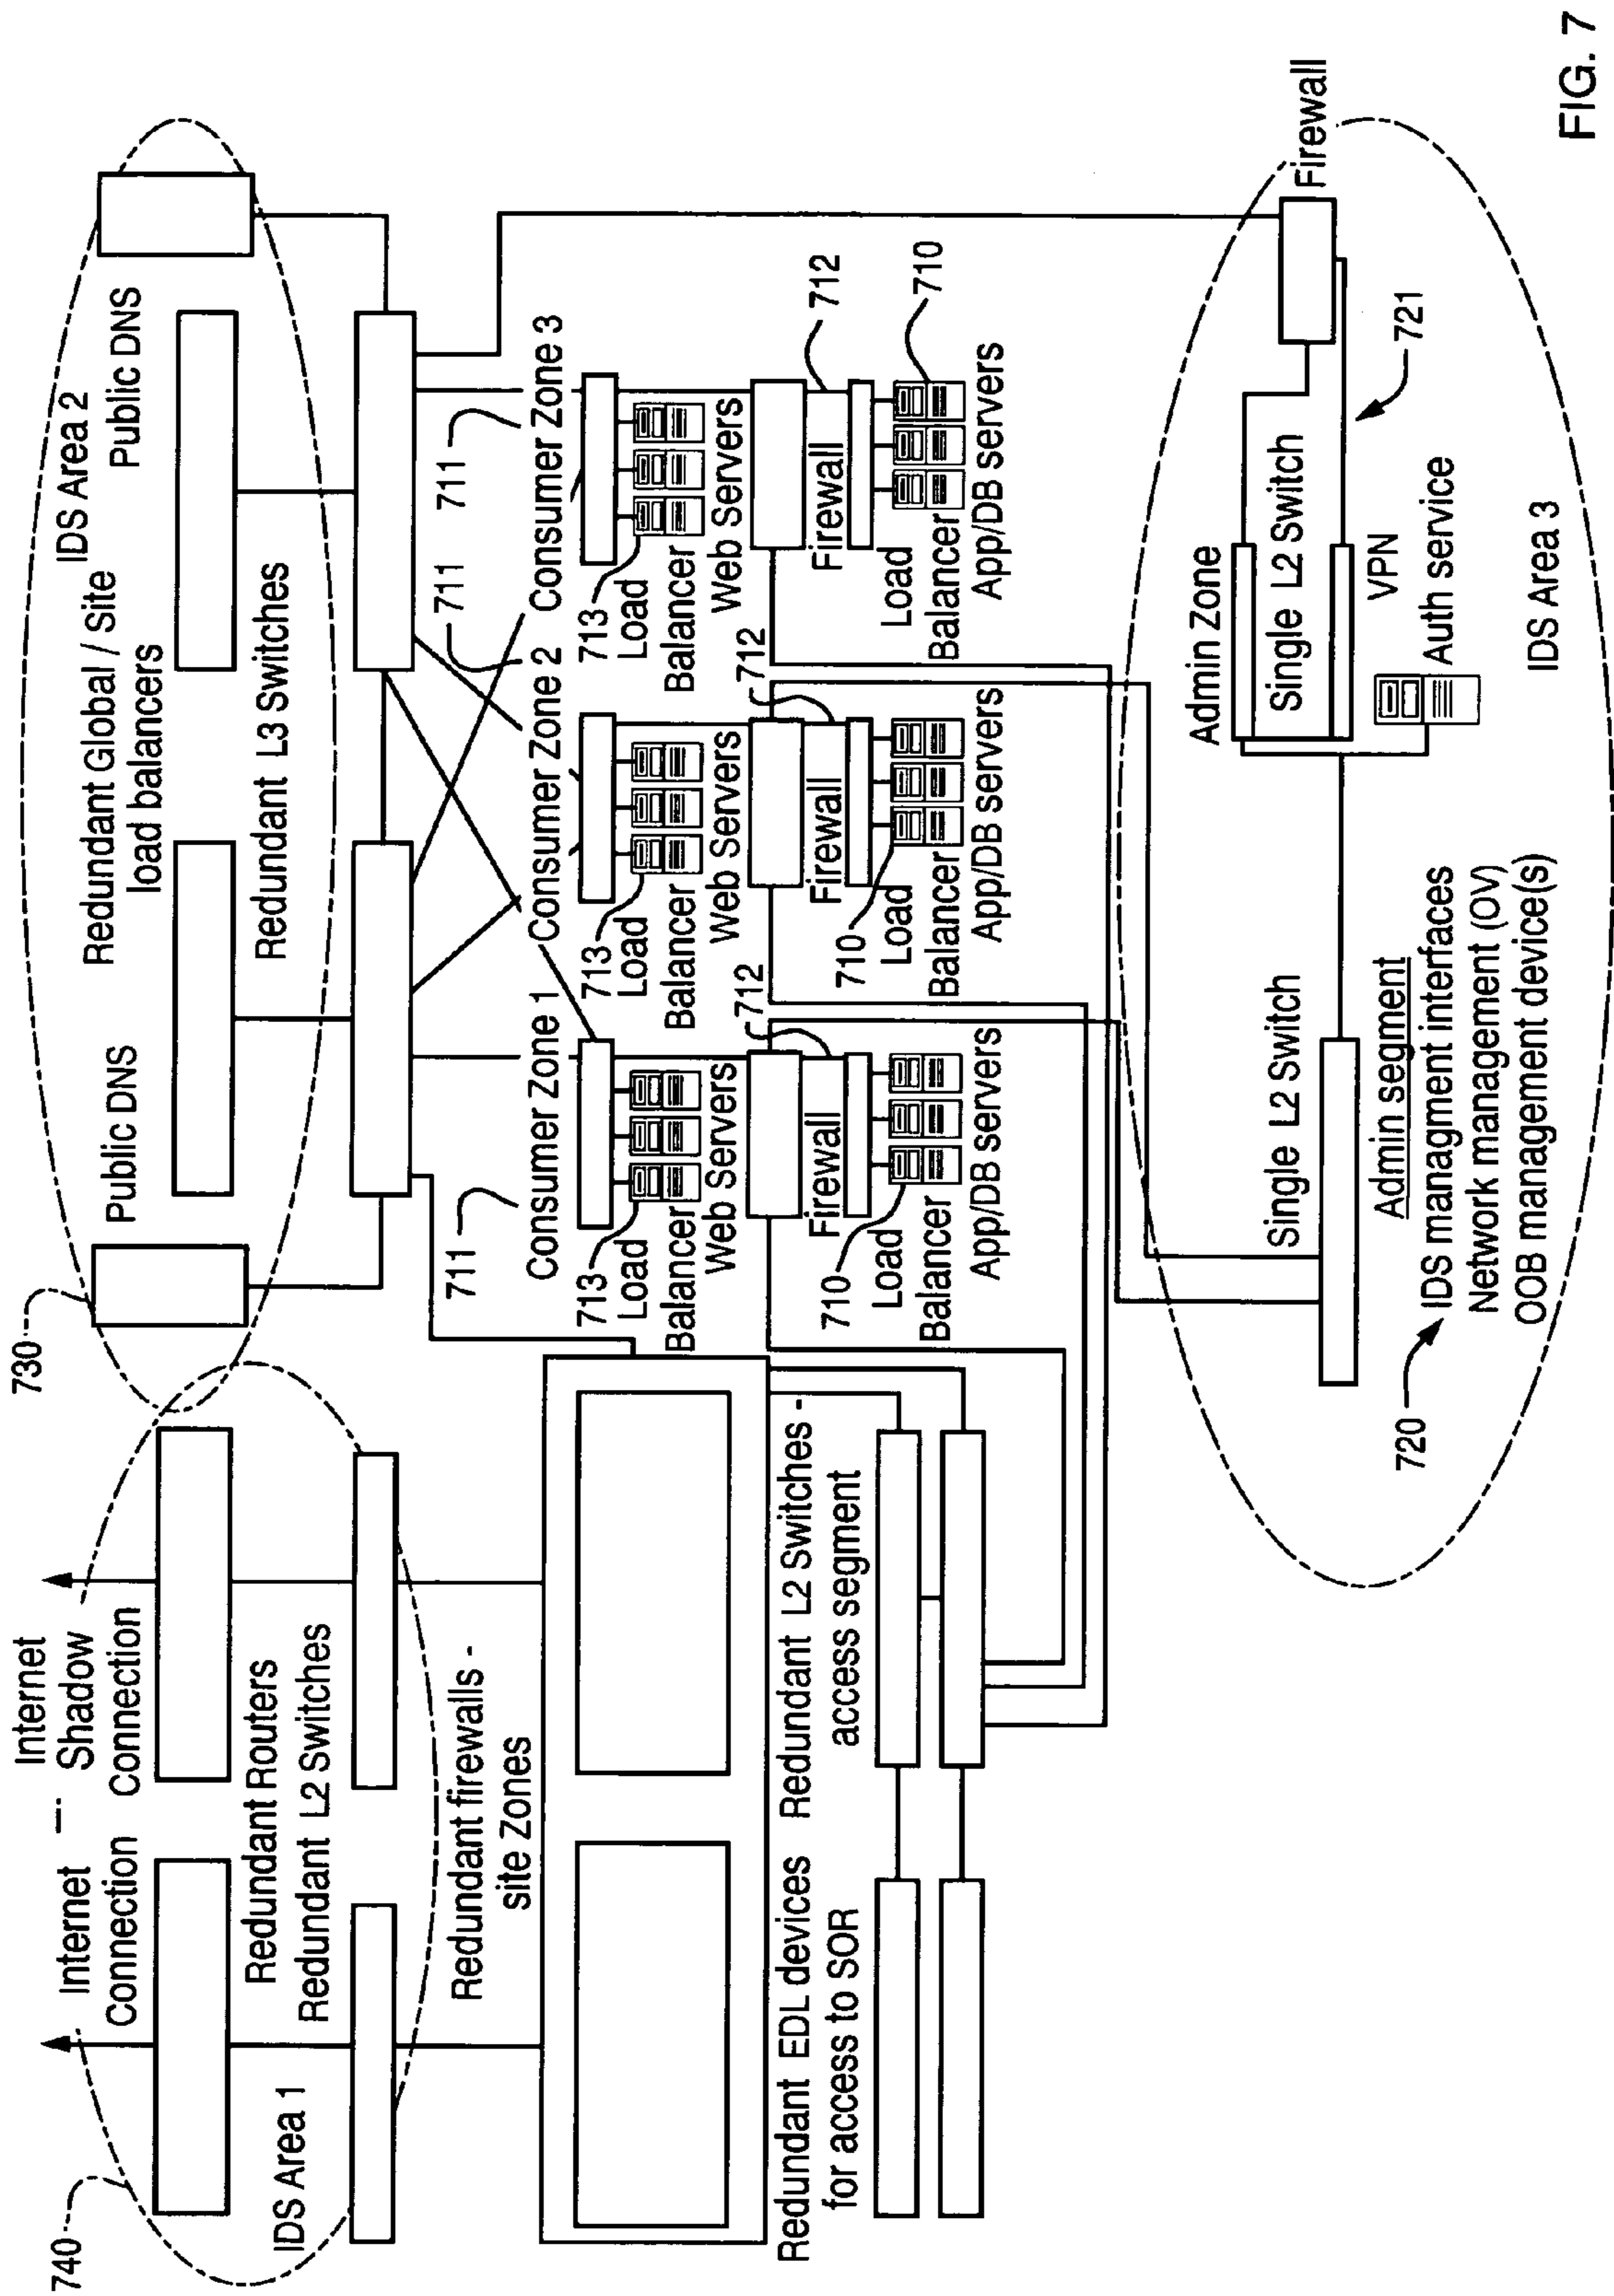 740
Internet
Connection
Internet
Shadow
Connection
Redundant Routers
Redundant L2 Switches
IDS Area 1
Redundant firewalls -
site Zones
Redundant EDL devices
for access to SOR
Redundant L2 Switches -
access segment
730
Public DNS
Redundant Global / Site
load balancers
IDS Area 2
Public DNS
Redundant L3 Switches
711
711
711
Consumer Zone 1
Consumer Zone 2
Consumer Zone 3
713
Load
Balancer
Web Servers
712
Firewall
710
Load
Balancer
App/DB servers
713
Load
Balancer
Web Servers
712
Firewall
710
Load
Balancer
App/DB servers
713
Load
Balancer
Web Servers
712
Firewall
710
Load
Balancer
App/DB servers
Single L2 Switch
Admin segment
IDS managment interfaces
Network management (OV)
OOB management device(s)
720
Admin Zone
Single L2 Switch
VPN
Auth service
721
Firewall
IDS Area 3
FIG. 7